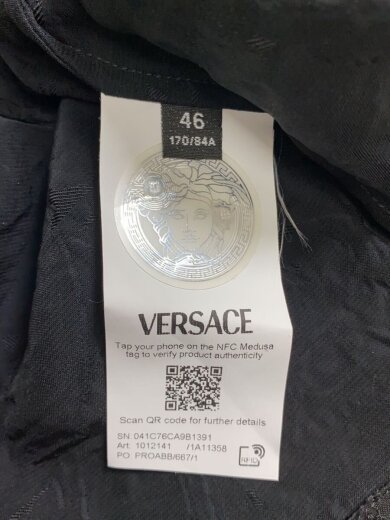 46
170/84A
VERSACE
Tap your phone on the NFC Medusa
tag to verify product authenticity
Scan QR code for further details
SN: 041C76CA9B1391
Art. 1012141 /1A11358
PO PROABB/667/1
RFID